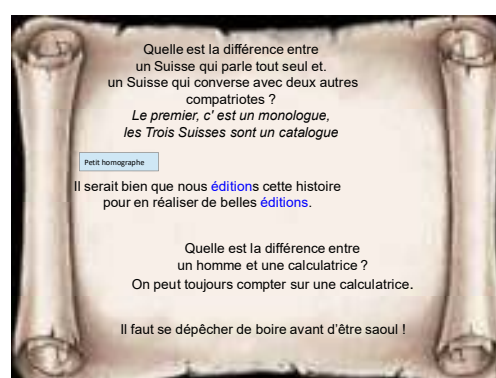 Quelle est la différence entre
un Suisse qui parle tout seul et.
un Suisse qui converse avec deux autres
compatriotes ?
Le premier, c' est un monologue,
les Trois Suisses sont un catalogue
Petit homographe
Il serait bien que nous éditions cette histoire
pour en réaliser de belles éditions.
Quelle est la différence entre
un homme et une calculatrice ?
On peut toujours compter sur une calculatrice.
Il faut se dépêcher de boire avant d'être saoul !